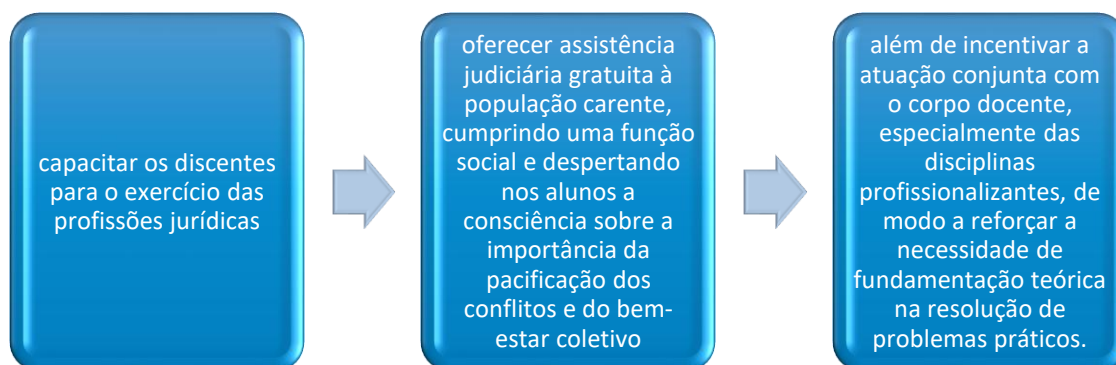 capacitar os discentes
para o exercício das
profissões jurídicas
oferecer assistência
judiciária gratuita à
população carente,
cumprindo uma função
social e despertando
nos alunos a
consciência sobre a
importância da
pacificação dos
conflitos e do bem-
estar coletivo
além de incentivar a
atuação conjunta com
o corpo docente,
especialmente das
disciplinas
profissionalizantes, de
modo a reforçar a
necessidade de
fundamentação teórica
na resolução de
problemas práticos.